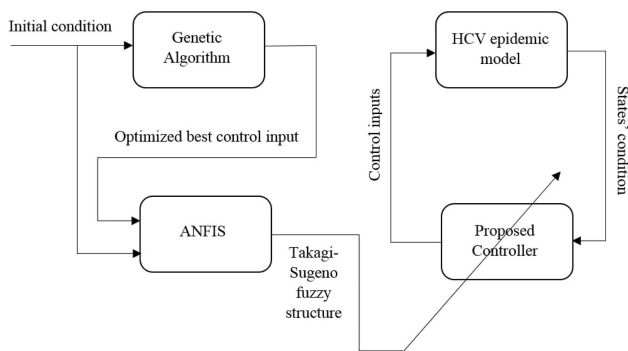 Initial condition
Genetic
Algorithm
HCV epidemic
model
Control inputs
States' condition
Optimized best control input
ANFIS
Proposed
Controller
Takagi-
Sugeno
fuzzy
structure